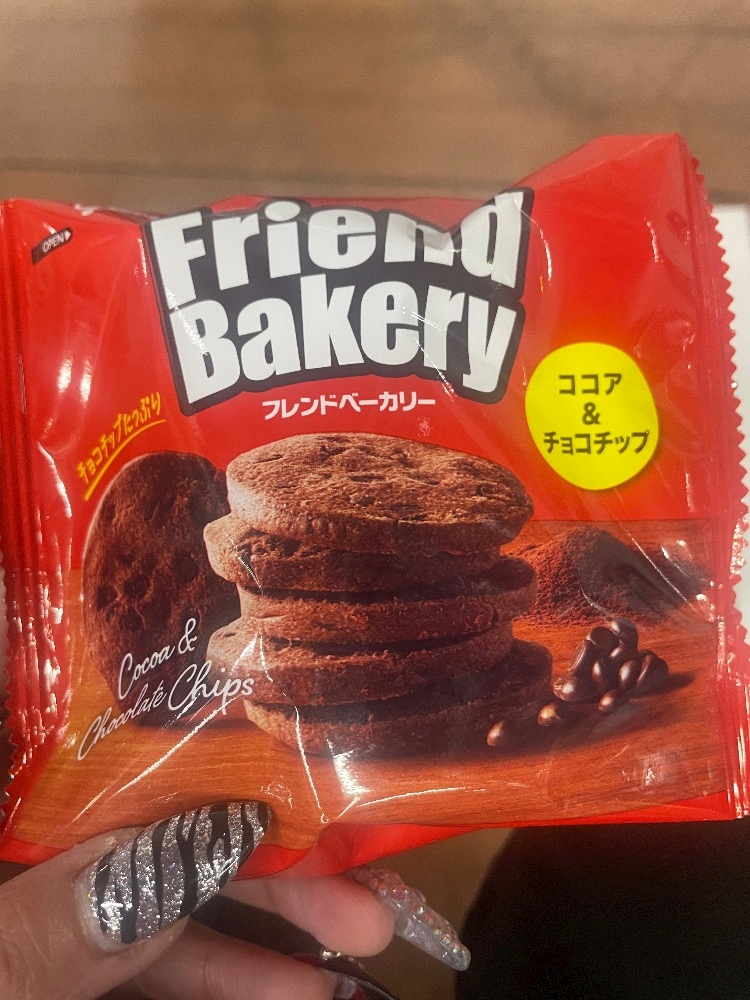 OPEN
Friend
Bakery
フレンドベーカリー
チョコチップたっぷり
ココア
&
チョコチップ
Cocoa &
Chocolate Chips